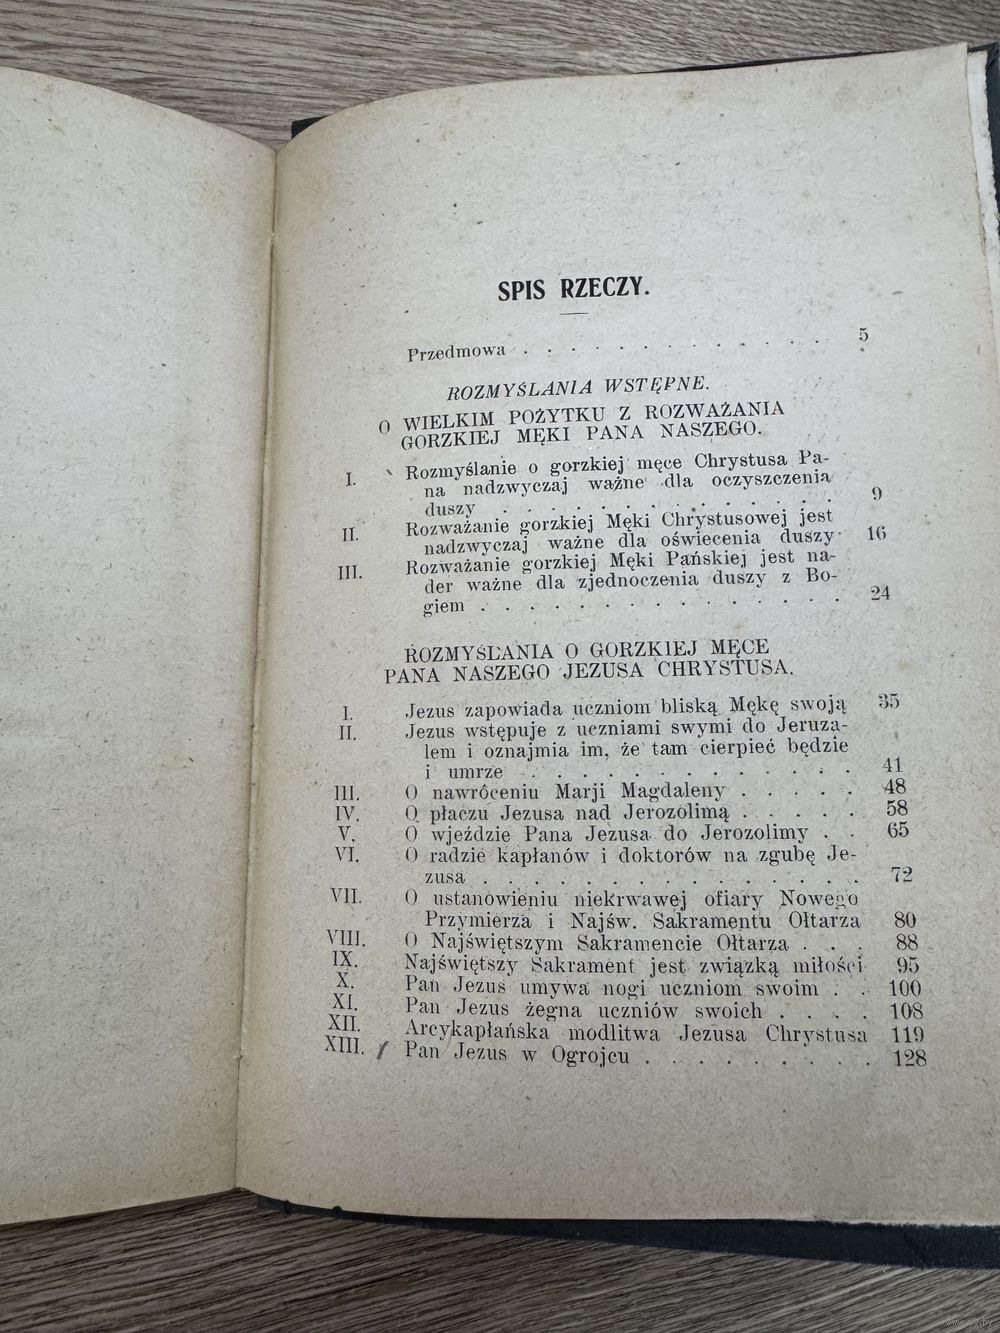 SPIS RZECZY.
Przedmowa . . . . . . . . . . . . . 5
ROZMYŚLANIA WSTĘPNE.
O WIELKIM POŻYTKU Z ROZWAŻANIA
GORZKIEJ MĘKI PANA NASZEGO.
I. Rozmyślanie o gorzkiej męce Chrystusa Pa-
na nadzwyczaj ważne dla oczyszczenia
duszy . . . . . . . . . . . . . 9
II. Rozważanie gorzkiej Męki Chrystusowej jest
nadzwyczaj ważne dla oświecenia duszy 16
III. Rozważanie gorzkiej Męki Pańskiej jest na-
der ważne dla zjednoczenia duszy z Bo-
giem . . . . . . . . . . . . . . 24
ROZMYŚLANIA O GORZKIEJ MĘCE
PANA NASZEGO JEZUSA CHRYSTUSA.
I. Jezus zapowiada uczniom bliską Mękę swoją 35
II. Jezus wstępuje z uczniami swymi do Jeruza-
lem i oznajmia im, że tam cierpieć będzie
i umrze . . . . . . . . . . . . . 41
III. O nawróceniu Marji Magdaleny . . . . . 48
IV. O płaczu Jezusa nad Jerozolimą . . . . . 58
V. O wjeździe Pana Jezusa do Jerozolimy . . 65
VI. O radzie kapłanów i doktorów na zgubę Je-
zusa . . . . . . . . . . . . . . . 72
VII. O ustanowieniu niekrwawej ofiary Nowego
Przymierza i Najśw. Sakramentu Ołtarza 80
VIII. O Najświętszym Sakramencie Ołtarza . . . 88
IX. Najświętszy Sakrament jest związką miłości 95
X. Pan Jezus umywa nogi uczniom swoim . . 100
XI. Pan Jezus żegna uczniów swoich . . . . 108
XII. Arcykapłańska modlitwa Jezusa Chrystusa 119
XIII. Pan Jezus w Ogrojcu . . . . . . . . . 128